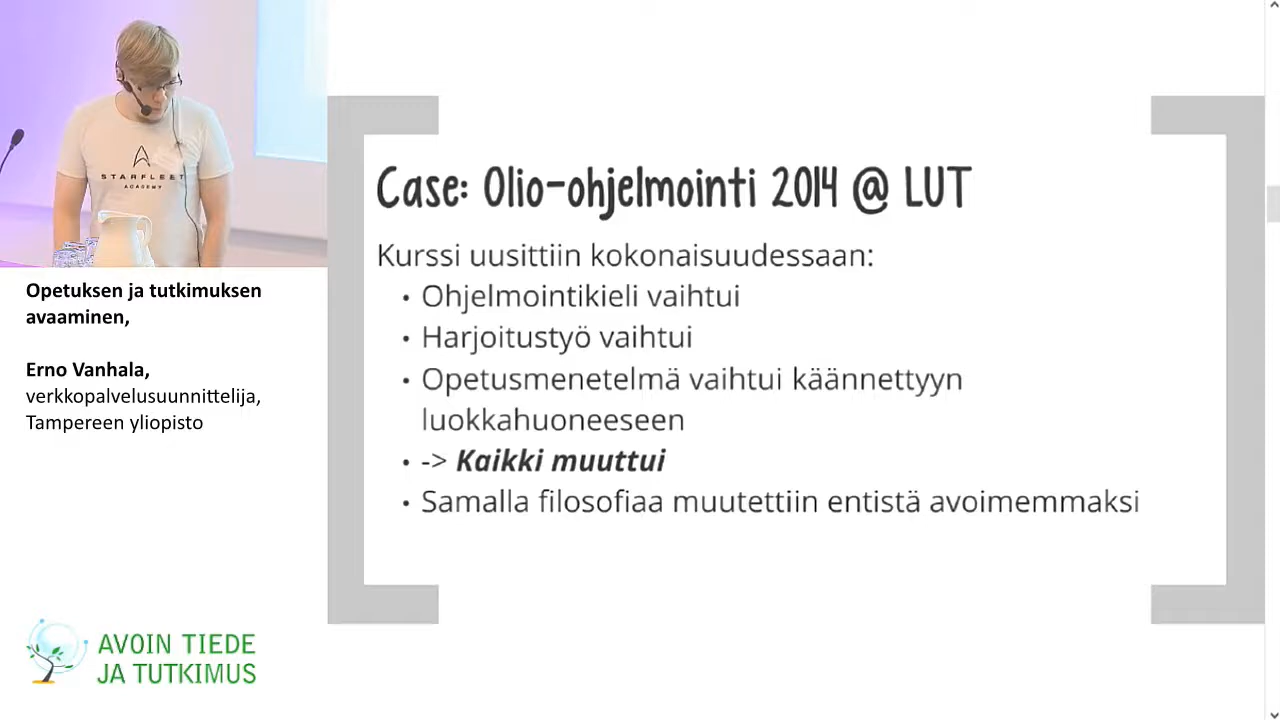 STARFLEET
ACADEMY
Opetuksen ja tutkimuksen
avaaminen,
Erno Vanhala,
verkkopalvelusuunnittelija,
Tampereen yliopisto
AVOIN TIEDE
JA TUTKIMUS
Case: Olio-ohjelmointi 2014 @ LUT
Kurssi uusittiin kokonaisuudessaan:
• Ohjelmointikieli vaihtui
• Harjoitustyö vaihtui
• Opetusmenetelmä vaihtui käännettyyn
luokkahuoneeseen
• -> Kaikki muuttui
• Samalla filosofiaa muutettiin entistä avoimemmaksi